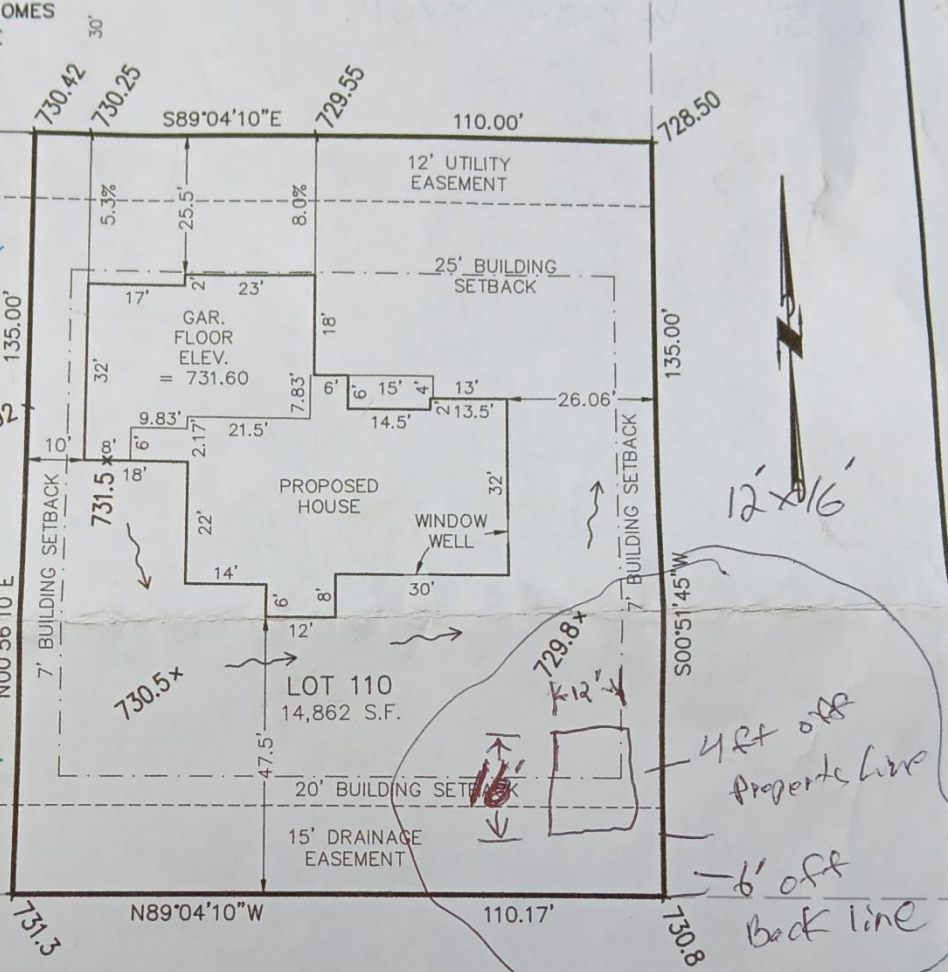 OMES
30'
730.42
730.25
729.55
728.50
S89°04'10"E
110.00'
12' UTILITY
EASEMENT
5.3%
25.5'
8.0%
25' BUILDING
SETBACK
135.00'
135.00'
17'
2'
23'
GAR.
FLOOR
ELEV.
= 731.60
32'
18'
7.83'
6'
6'
15'
4'
13'
26.06'
14.5'
2'
13.5'
9.83'
6'
2.17'
21.5'
10'
18'
731.5 x
PROPOSED
HOUSE
32'
WINDOW
WELL
22'
14'
6'
8'
30'
12'
7' BUILDING SETBACK
7' BUILDING SETBACK
S00°51'45"W
12' x 16'
729.8 x
730.5 x
LOT 110
14,862 S.F.
47.5'
12'
16'
4ft off
Property Line
20' BUILDING SETBACK
15' DRAINAGE
EASEMENT
6' off
Back line
N89°04'10"W
110.17'
731.3
730.8